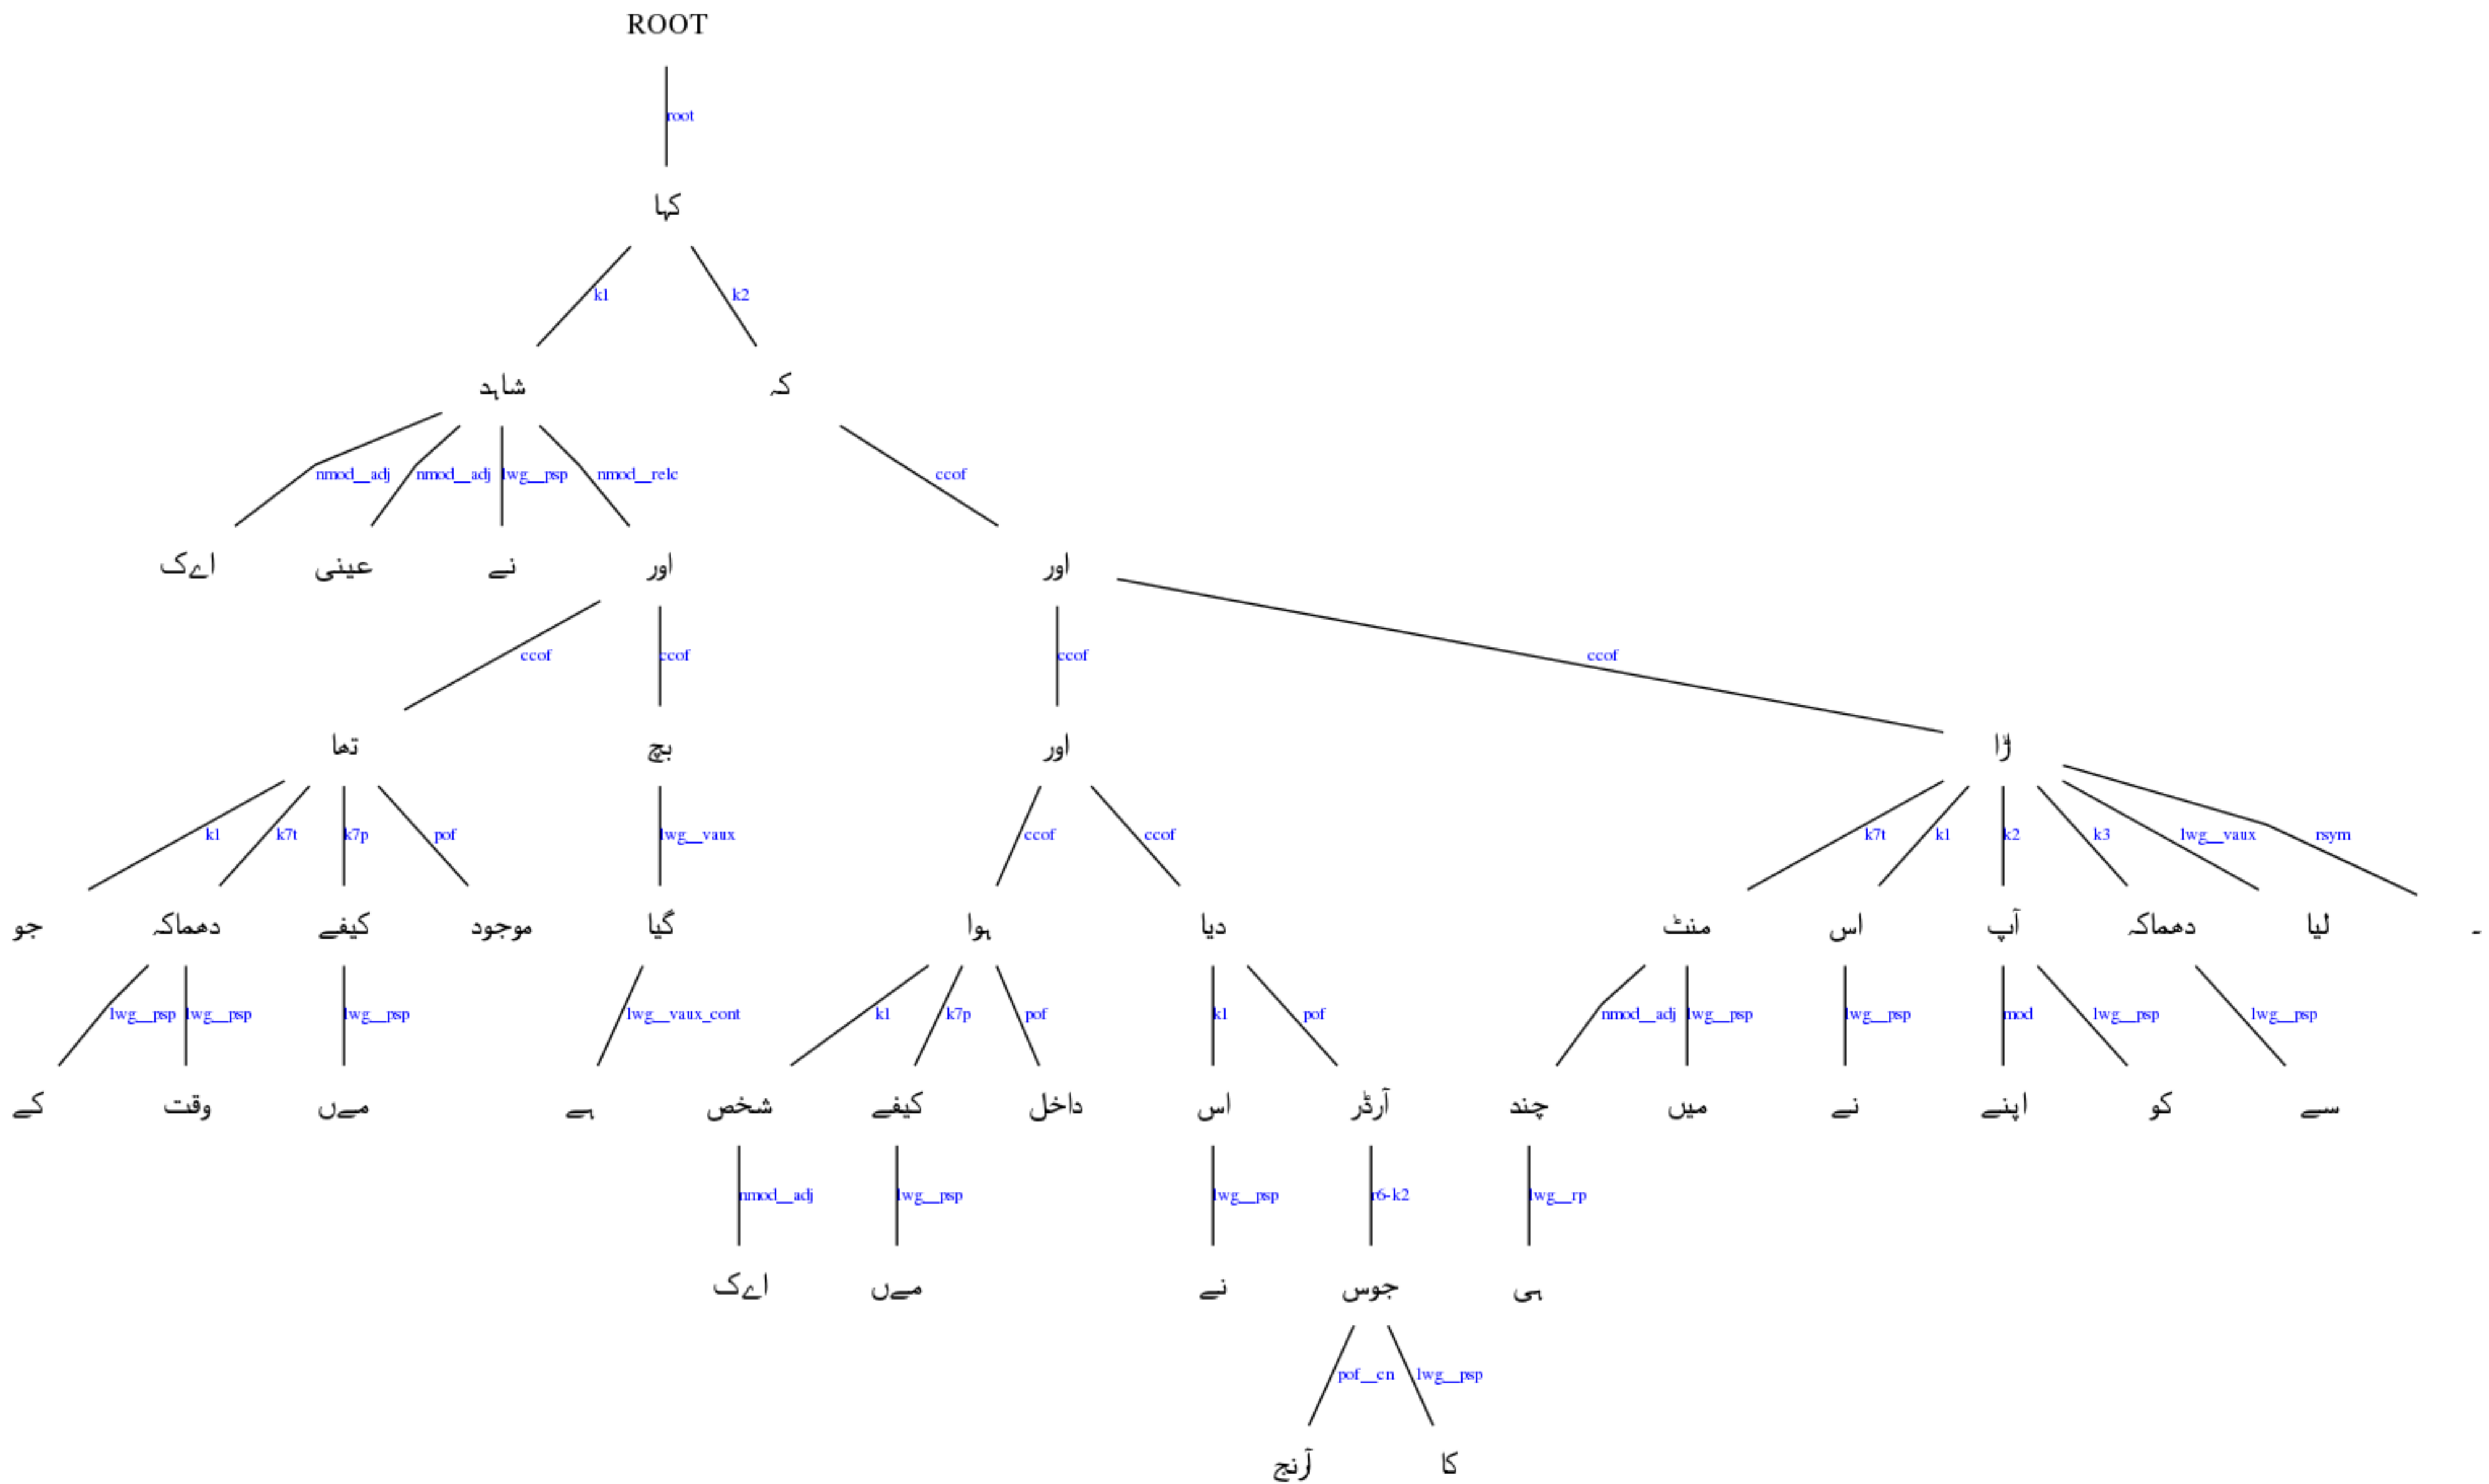 ROOT
root
کہا
k1 k2
شاہد کہ
nmod__adj nmod__adj lwg__psp nmod__relc ccof
اےک عینی نے اور اور
ccof ccof ccof ccof
تھا بچ اور اڑا
k1 k7t k7p pof lwg__vaux ccof ccof k7t k1 k2 k3 lwg__vaux rsym
جو دھماکہ کیفے موجود گیا ہوا دیا منٹ اس آپ دھماکہ لیا ۔
lwg__psp lwg__psp lwg__psp lwg__vaux_cont k1 k7p pof k1 pof nmod__adj lwg__psp lwg__psp mod lwg__psp lwg__psp
کے وقت مےں ہے شخص کیفے داخل اس آرڈر چند میں نے اپنے کو سے
nmod__adj lwg__psp lwg__psp r6-k2 lwg__rp
اےک مےں نے جوس ہی
pof__cn lwg__psp
آرنج کا